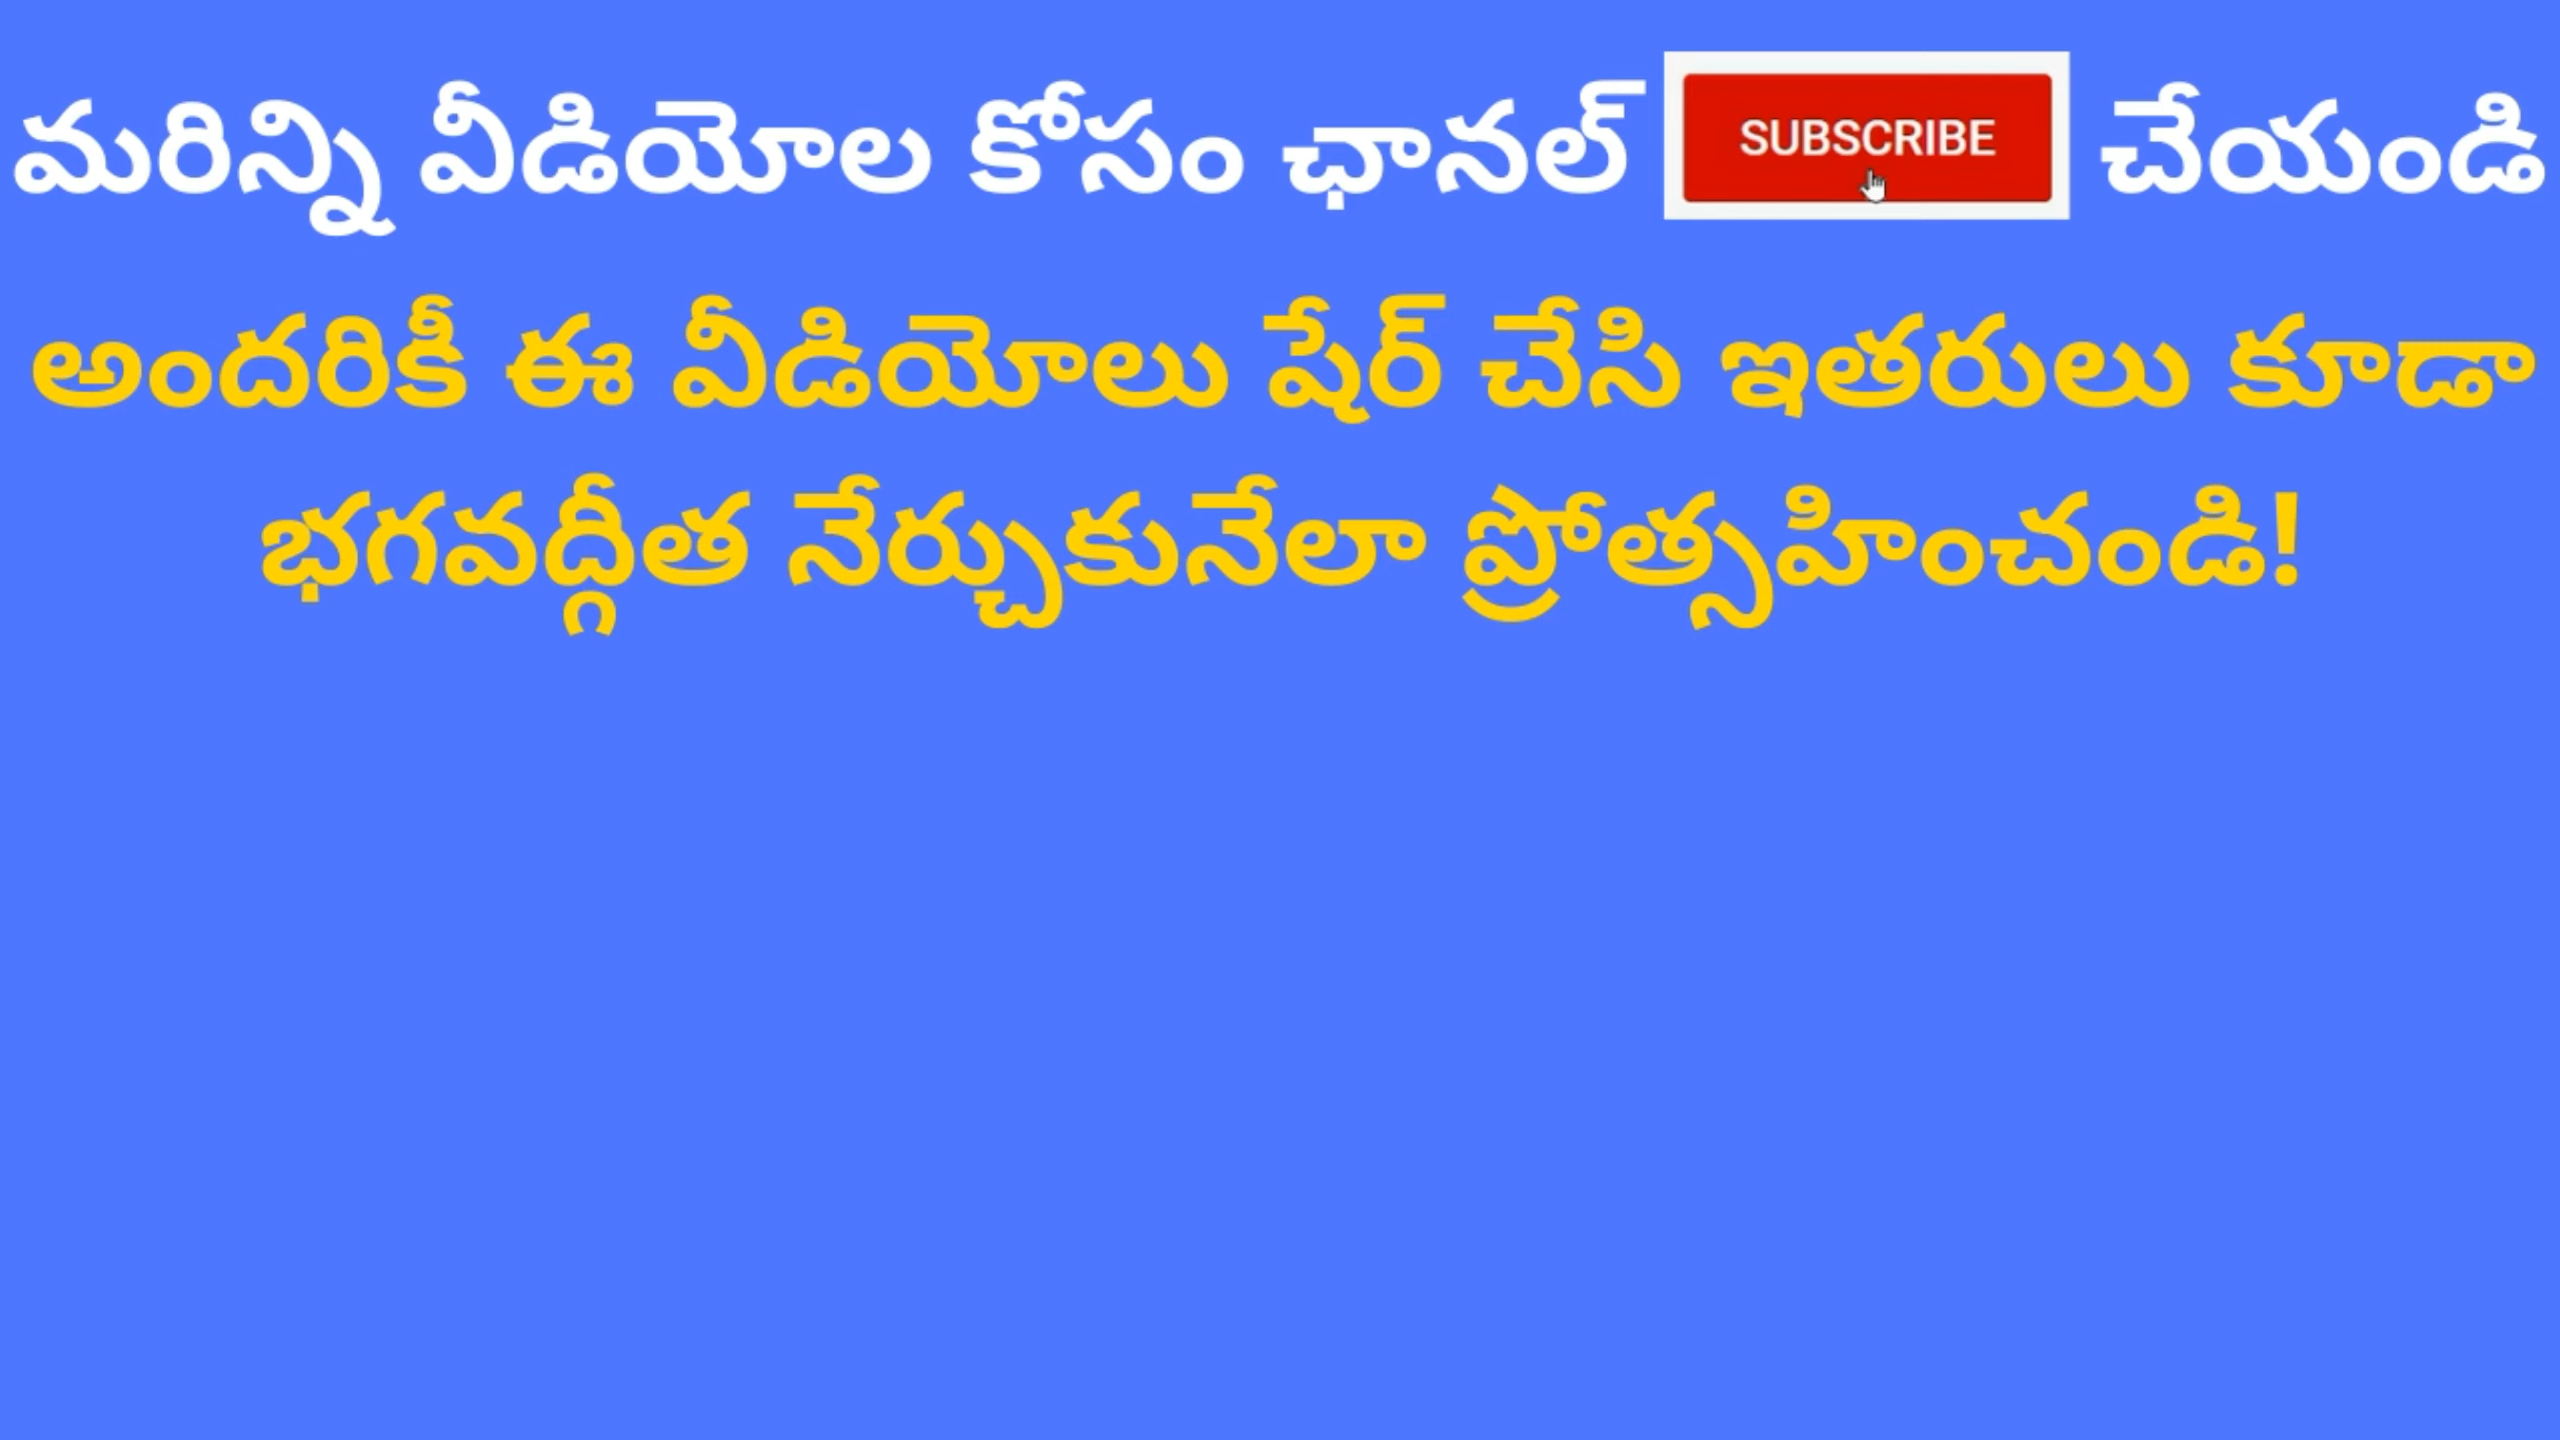 మరిన్ని వీడియోల కోసం ఛానల్ SUBSCRIBE చేయండి
అందరికీ ఈ వీడియోలు షేర్ చేసి ఇతరులు కూడా
భగవద్గీత నేర్చుకునేలా ప్రోత్సహించండి!